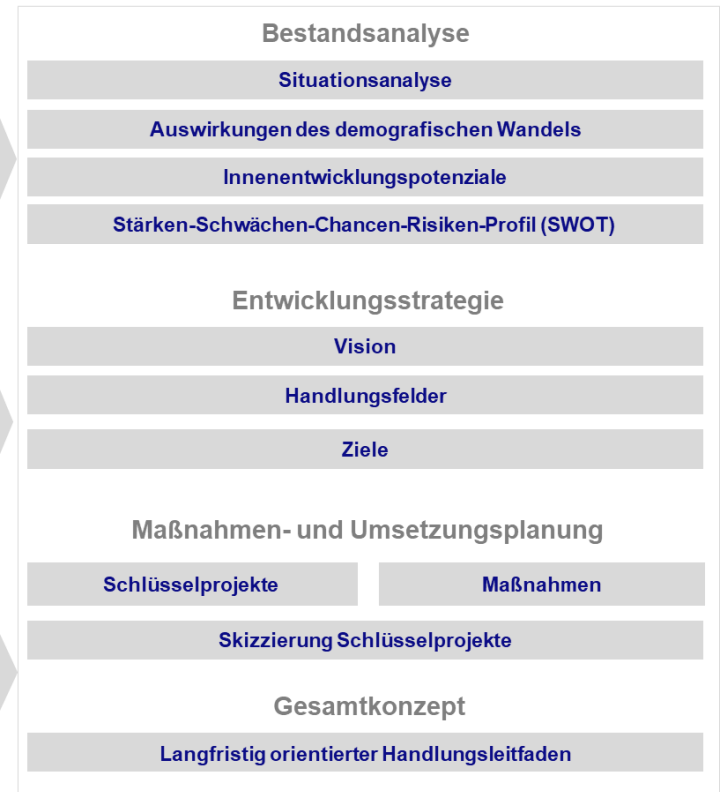 Bestandsanalyse
Situationsanalyse
Auswirkungen des demografischen Wandels
Innenentwicklungspotenziale
Stärken-Schwächen-Chancen-Risiken-Profil (SWOT)
Entwicklungsstrategie
Vision
Handlungsfelder
Ziele
Maßnahmen- und Umsetzungsplanung
Schlüsselprojekte
Maßnahmen
Skizzierung Schlüsselprojekte
Gesamtkonzept
Langfristig orientierter Handlungsleitfaden